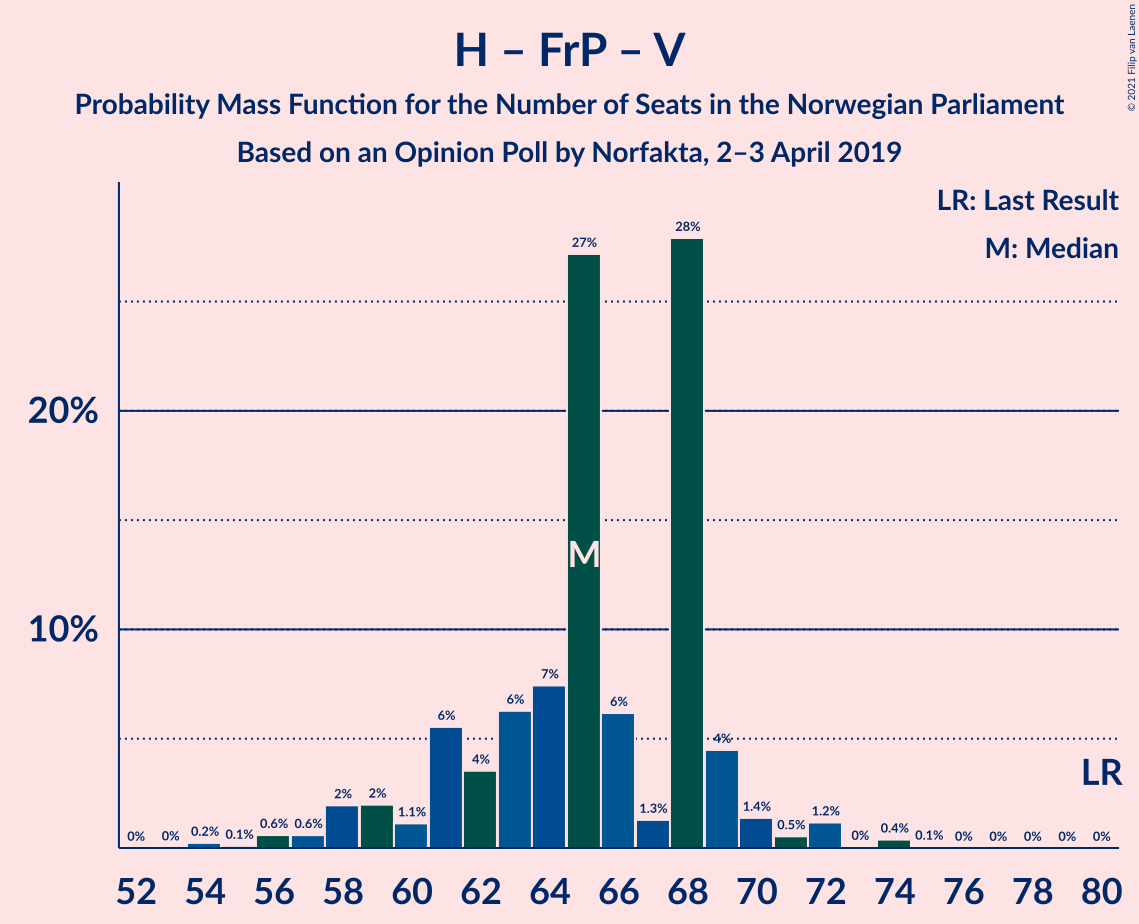 H – FrP – V
Probability Mass Function for the Number of Seats in the Norwegian Parliament
Based on an Opinion Poll by Norfakta, 2–3 April 2019
© 2021 Filip van Laenen
LR: Last Result
M: Median
20%
10%
0% 0% 0.2% 0.1% 0.6% 0.6% 2% 2% 1.1% 6% 4% 6% 7% 27% 6% 1.3% 28% 4% 1.4% 0.5% 1.2% 0% 0.4% 0.1% 0% 0% 0% 0% 0%
M
LR
52 54 56 58 60 62 64 66 68 70 72 74 76 78 80